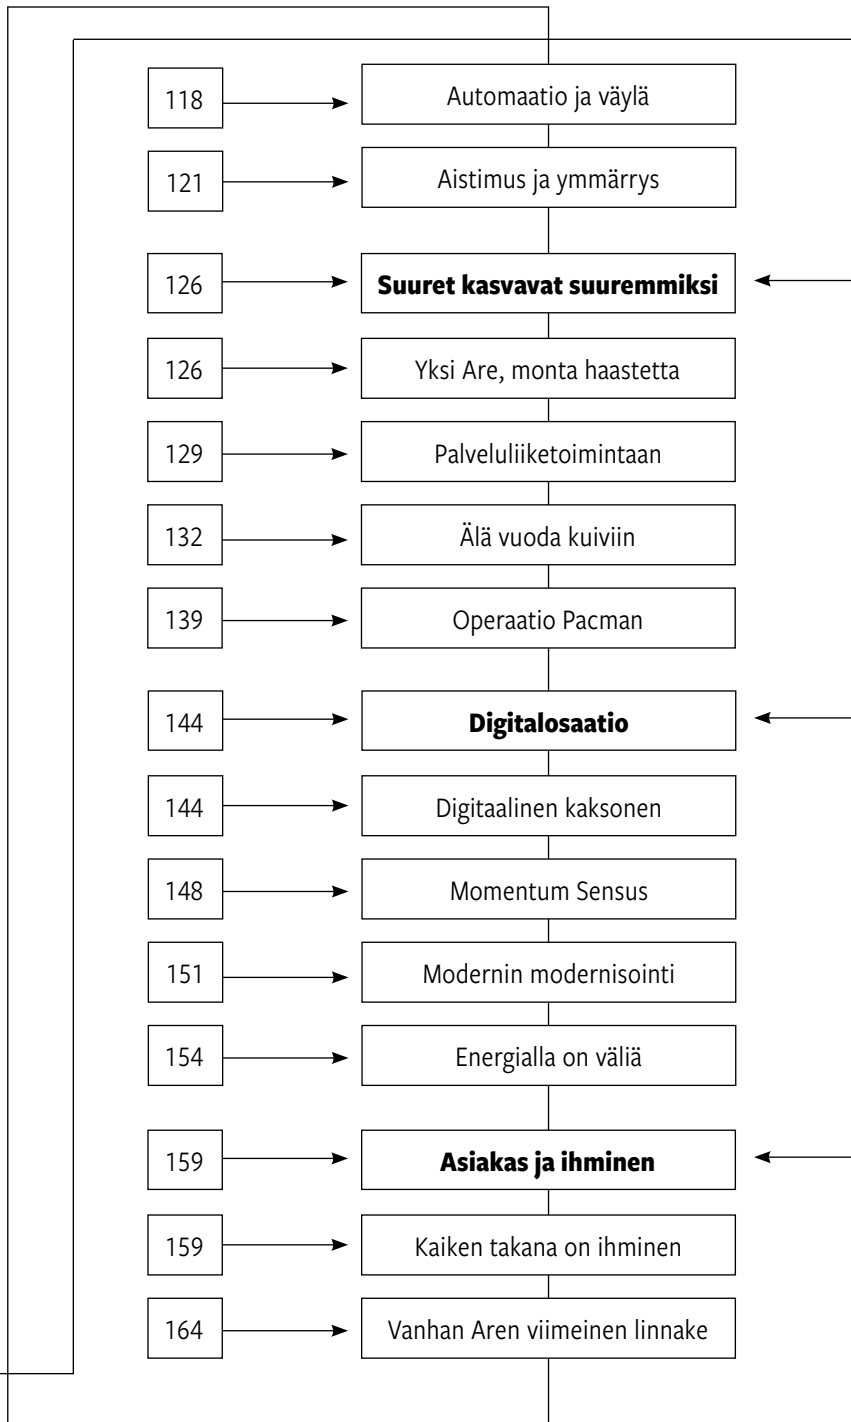 118 Automaatio ja väylä
121 Aistimus ja ymmärrys
126 Suuret kasvavat suuremmiksi
126 Yksi Are, monta haastetta
129 Palveluliiketoimintaan
132 Älä vuoda kuiviin
139 Operaatio Pacman
144 Digitalosaatio
144 Digitaalinen kaksonen
148 Momentum Sensus
151 Modernin modernisointi
154 Energialla on väliä
159 Asiakas ja ihminen
159 Kaiken takana on ihminen
164 Vanhan Aren viimeinen linnake